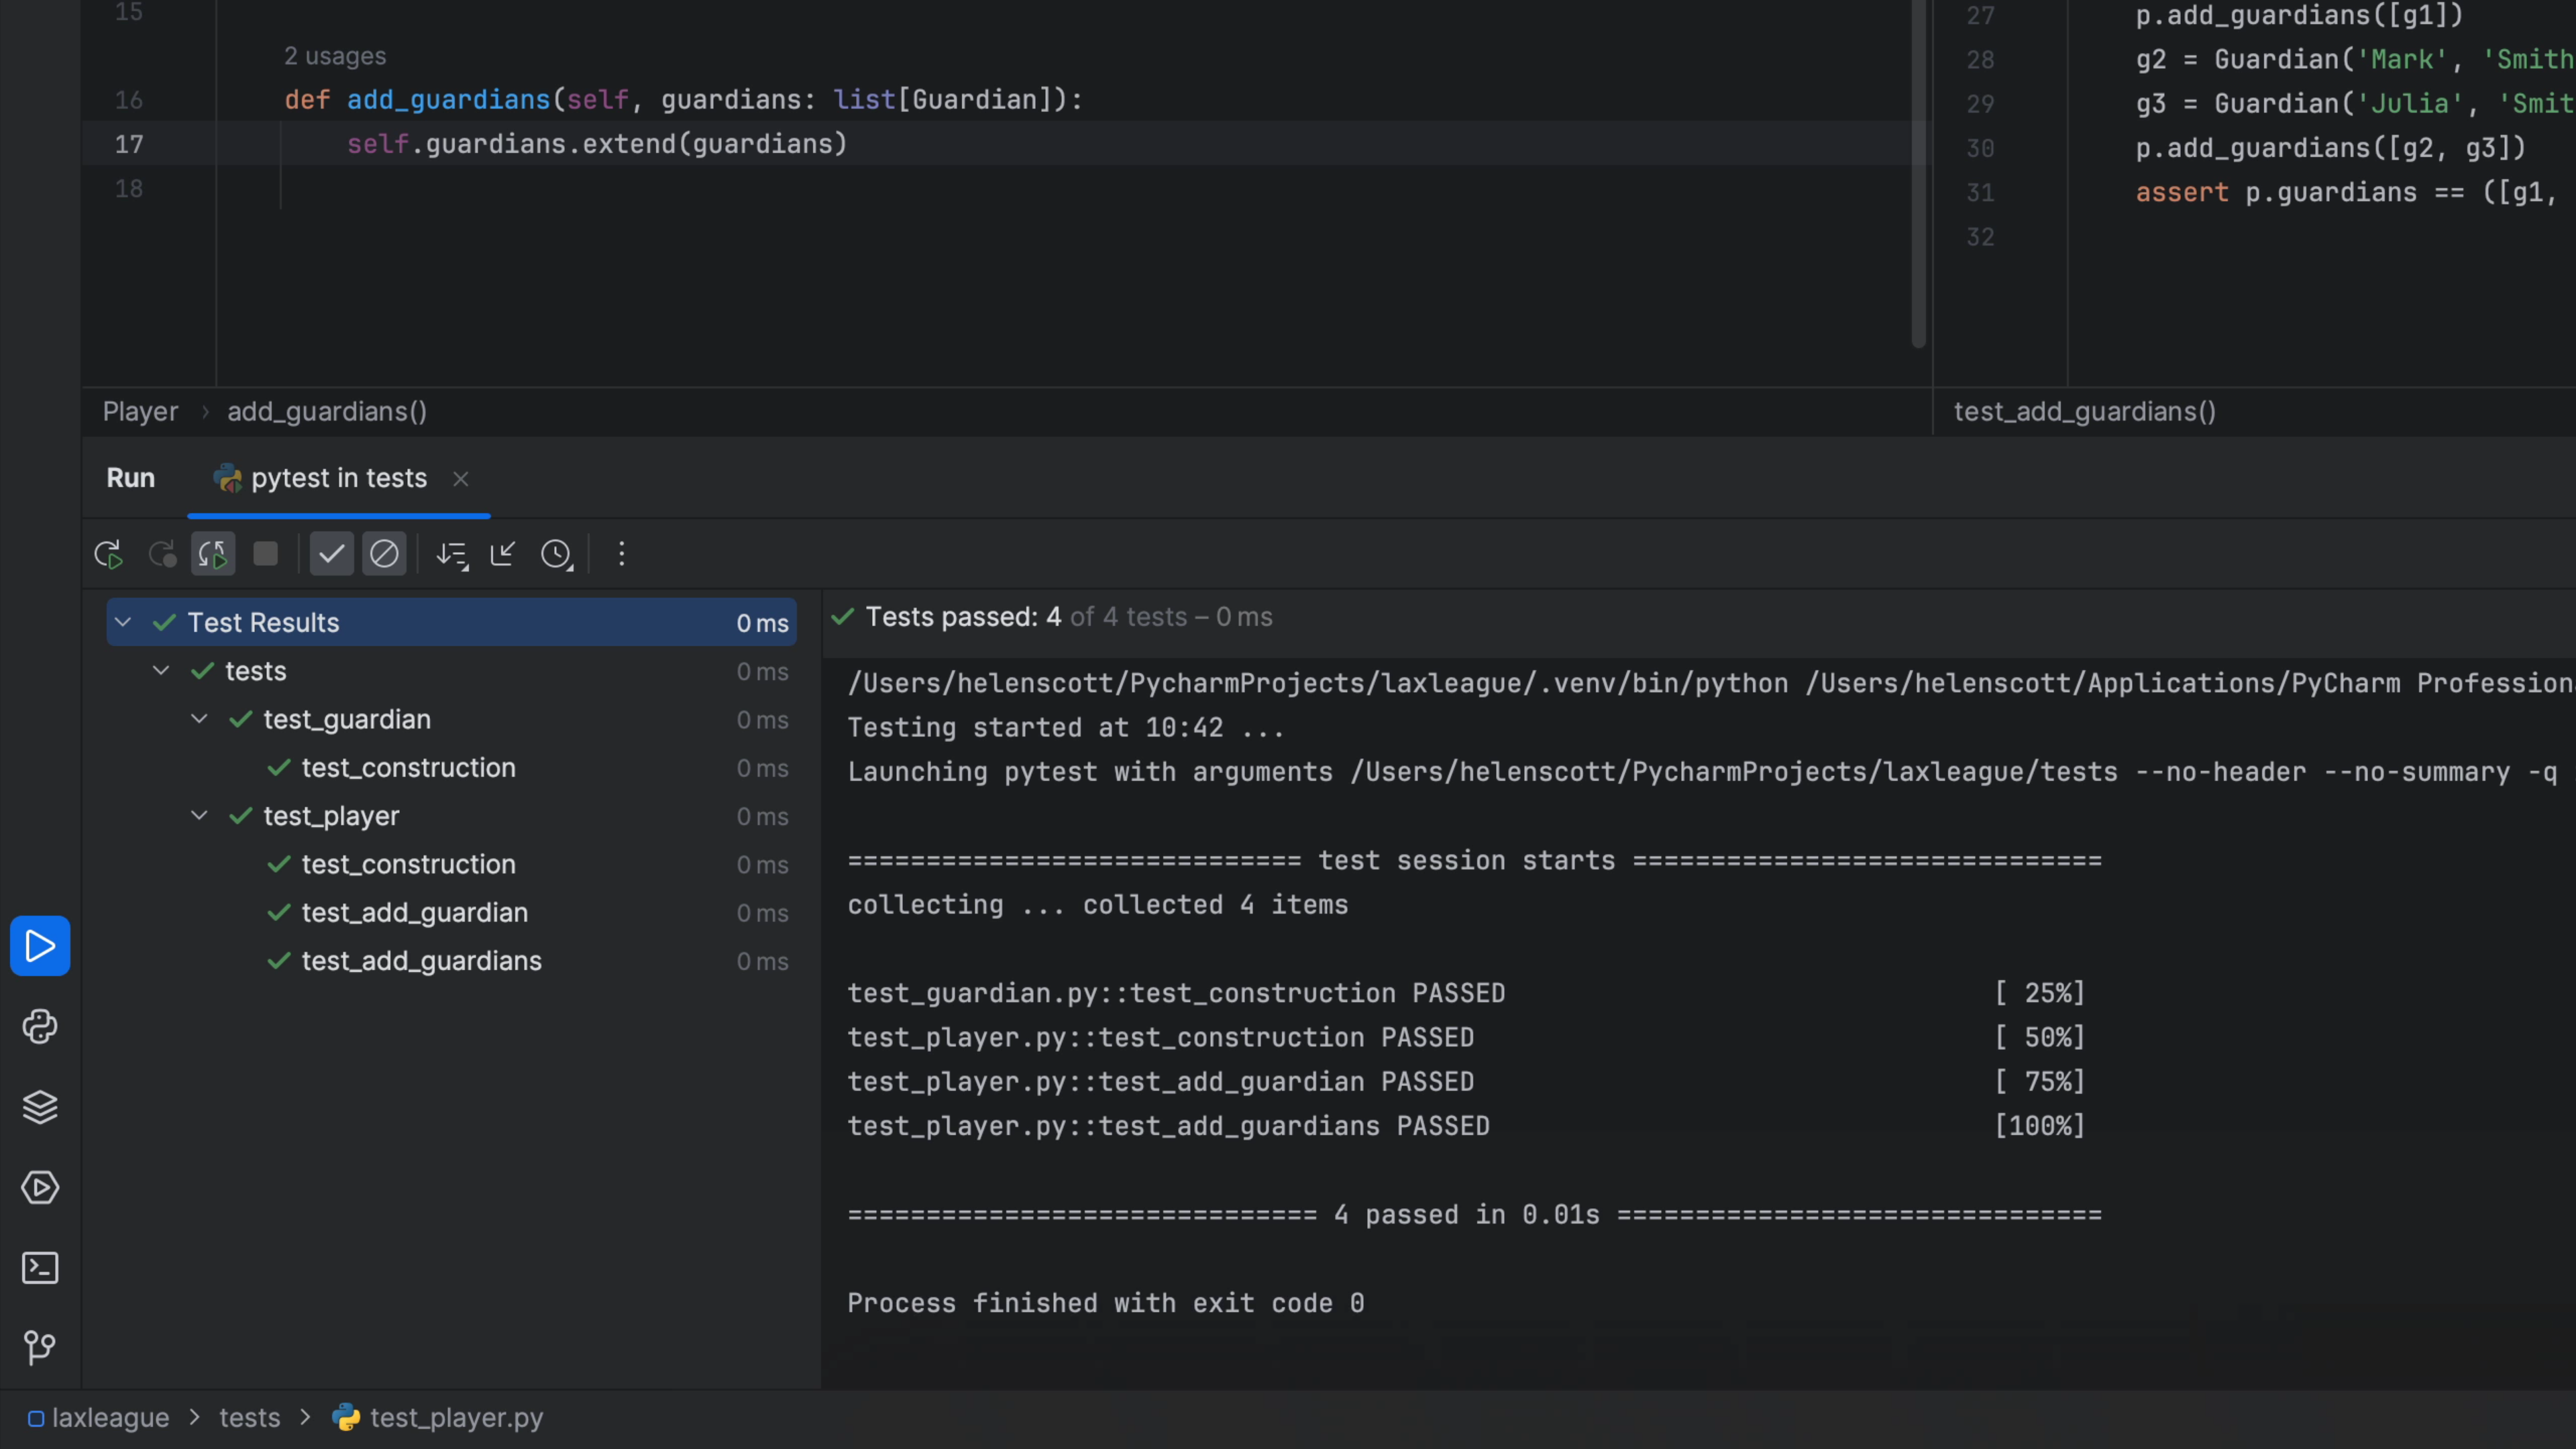 15
2 usages
16 def add_guardians(self, guardians: list[Guardian]):
17 self.guardians.extend(guardians)
18
27 p.add_guardians([g1])
28 g2 = Guardian('Mark', 'Smith
29 g3 = Guardian('Julia', 'Smit
30 p.add_guardians([g2, g3])
31 assert p.guardians == ([g1,
32
Player › add_guardians()
test_add_guardians()
Run pytest in tests
Test Results 0 ms
tests 0 ms
test_guardian 0 ms
test_construction 0 ms
test_player 0 ms
test_construction 0 ms
test_add_guardian 0 ms
test_add_guardians 0 ms
Tests passed: 4 of 4 tests – 0 ms
/Users/helenscott/PycharmProjects/laxleague/.venv/bin/python /Users/helenscott/Applications/PyCharm Profession
Testing started at 10:42 ...
Launching pytest with arguments /Users/helenscott/PycharmProjects/laxleague/tests --no-header --no-summary -q
============================= test session starts ==============================
collecting ... collected 4 items
test_guardian.py::test_construction PASSED [ 25%]
test_player.py::test_construction PASSED [ 50%]
test_player.py::test_add_guardian PASSED [ 75%]
test_player.py::test_add_guardians PASSED [100%]
============================== 4 passed in 0.01s ===============================
Process finished with exit code 0
laxleague > tests > test_player.py